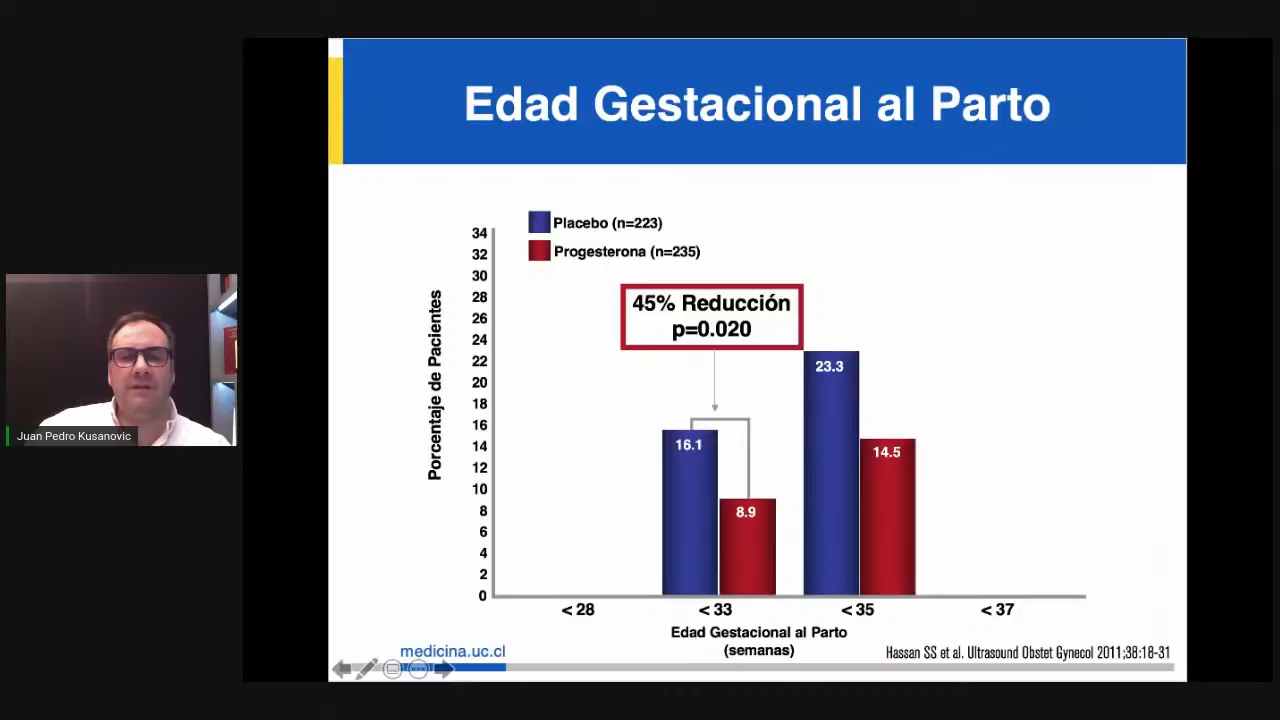 Edad Gestacional al Parto
Placebo (n=223)
Progesterona (n=235)
45% Reducción
p=0.020
Porcentaje de Pacientes
34
32
30
28
26
24
22
20
18
16
14
12
10
8
6
4
2
0
16.1
8.9
23.3
14.5
< 28
< 33
< 35
< 37
Edad Gestacional al Parto
(semanas)
medicina.uc.cl
Hassan SS et al. Ultrasound Obstet Gynecol 2011;38:18-31
Juan Pedro Kusanovic